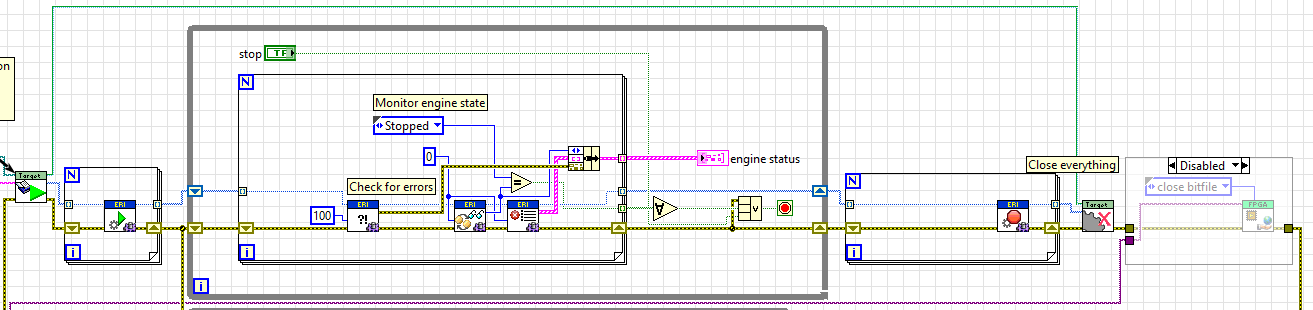 on
stop
TF
N
Monitor engine state
Stopped
0
engine status
Close everything
Disabled
close bitfile
Target
N
ERI
i
Check for errors
100
ERI
?!
ERI
ERI
=
∀
v
i
i
N
ERI
i
Target
FPGA